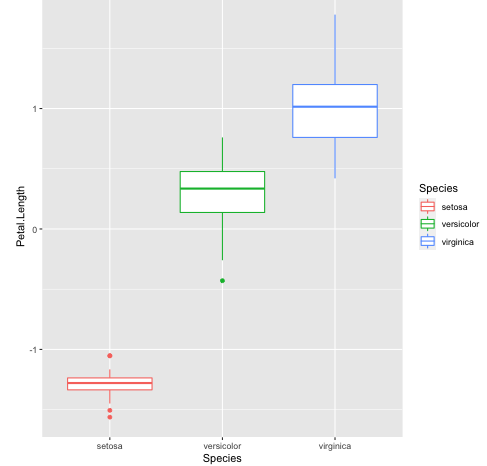 Petal.Length
1
0
-1
setosa versicolor virginica
Species
Species
setosa
versicolor
virginica